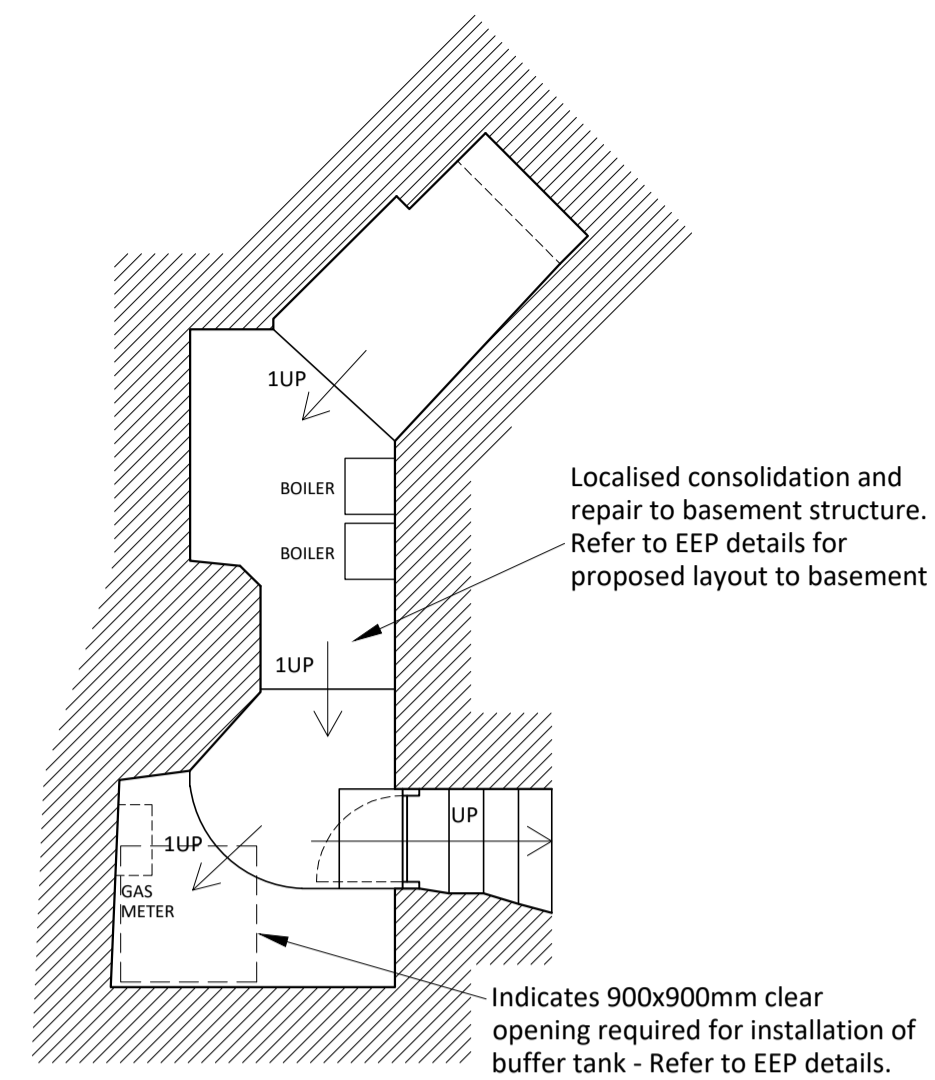 1UP
BOILER
Localised consolidation and
repair to basement structure.
Refer to EEP details for
proposed layout to basement
BOILER
1UP
UP
1UP
GAS
METER
Indicates 900x900mm clear
opening required for installation of
buffer tank - Refer to EEP details.